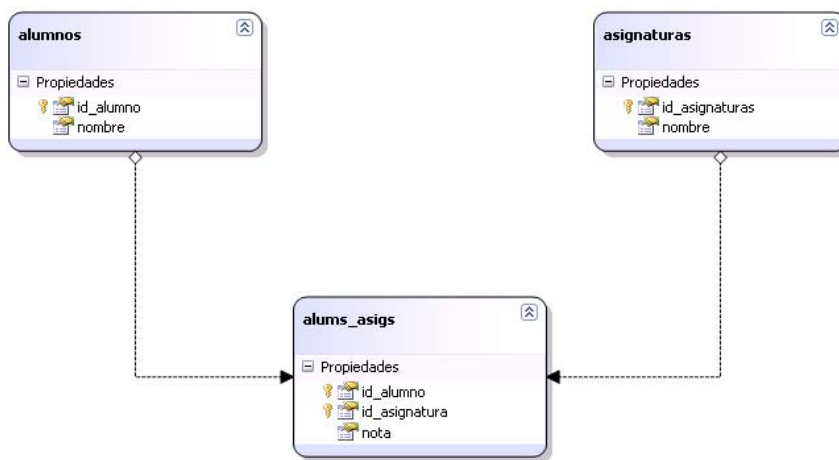 alumnos
Propiedades
id_alumno
nombre
asignaturas
Propiedades
id_asignaturas
nombre
alums_asigs
Propiedades
id_alumno
id_asignatura
nota